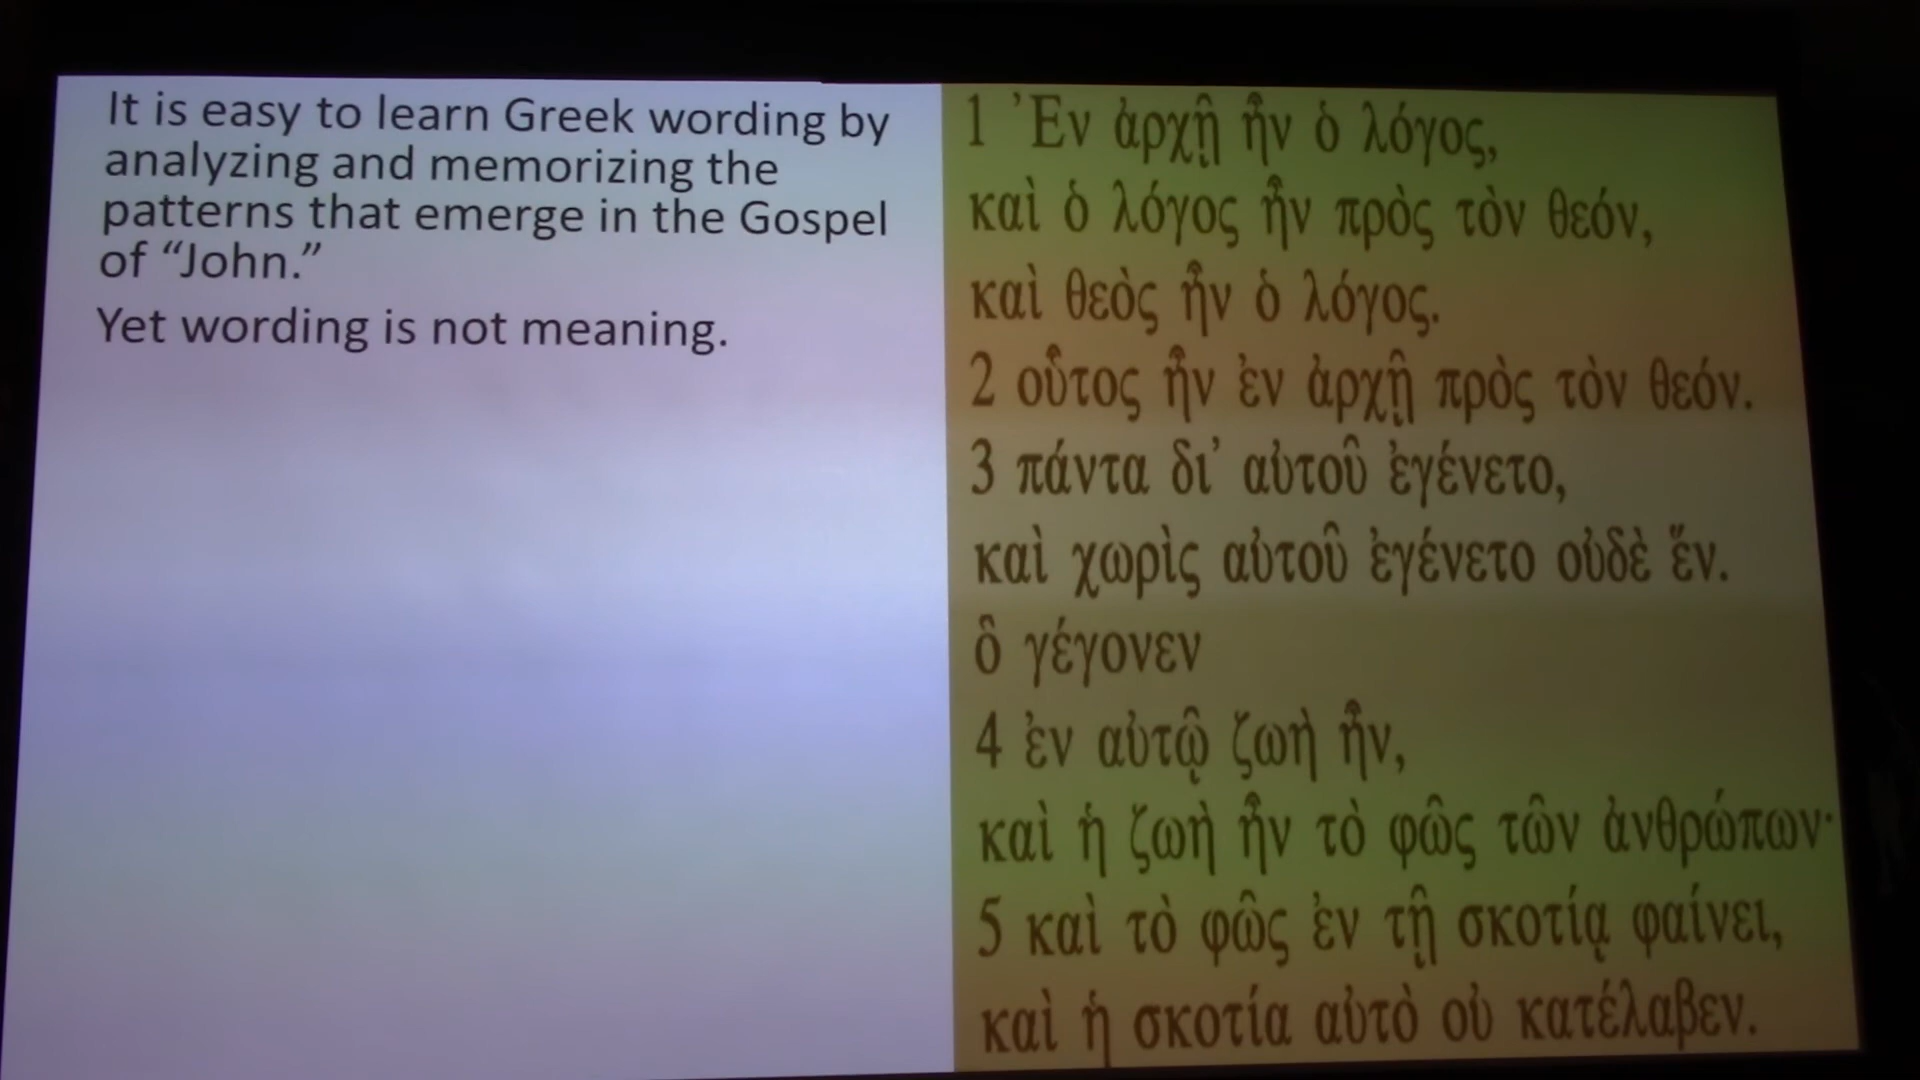 It is easy to learn Greek wording by
analyzing and memorizing the
patterns that emerge in the Gospel
of “John.”
Yet wording is not meaning.
1 Ἐν ἀρχῇ ἦν ὁ λόγος,
καὶ ὁ λόγος ἦν πρὸς τὸν θεόν,
καὶ θεὸς ἦν ὁ λόγος.
2 οὗτος ἦν ἐν ἀρχῇ πρὸς τὸν θεόν.
3 πάντα δι’ αὐτοῦ ἐγένετο,
καὶ χωρὶς αὐτοῦ ἐγένετο οὐδὲ ἕν.
ὃ γέγονεν
4 ἐν αὐτῷ ζωὴ ἦν,
καὶ ἡ ζωὴ ἦν τὸ φῶς τῶν ἀνθρώπων·
5 καὶ τὸ φῶς ἐν τῇ σκοτίᾳ φαίνει,
καὶ ἡ σκοτία αὐτὸ οὐ κατέλαβεν.